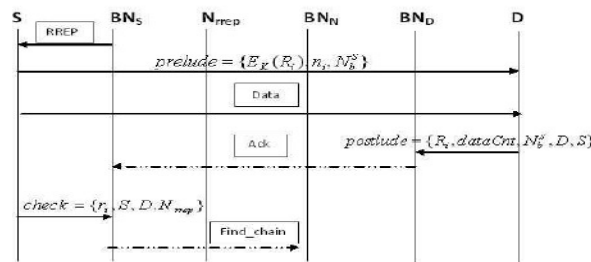 S BN_S N_rrep BN_N BN_D D
RREP
prelude = {E_K(R_i), n_i, N_b^s}
Data
postlude = {R_i, dataCnt, N_b^s, D, S}
Ack
check = {r_i, S, D, N_rrep}
Find_chain